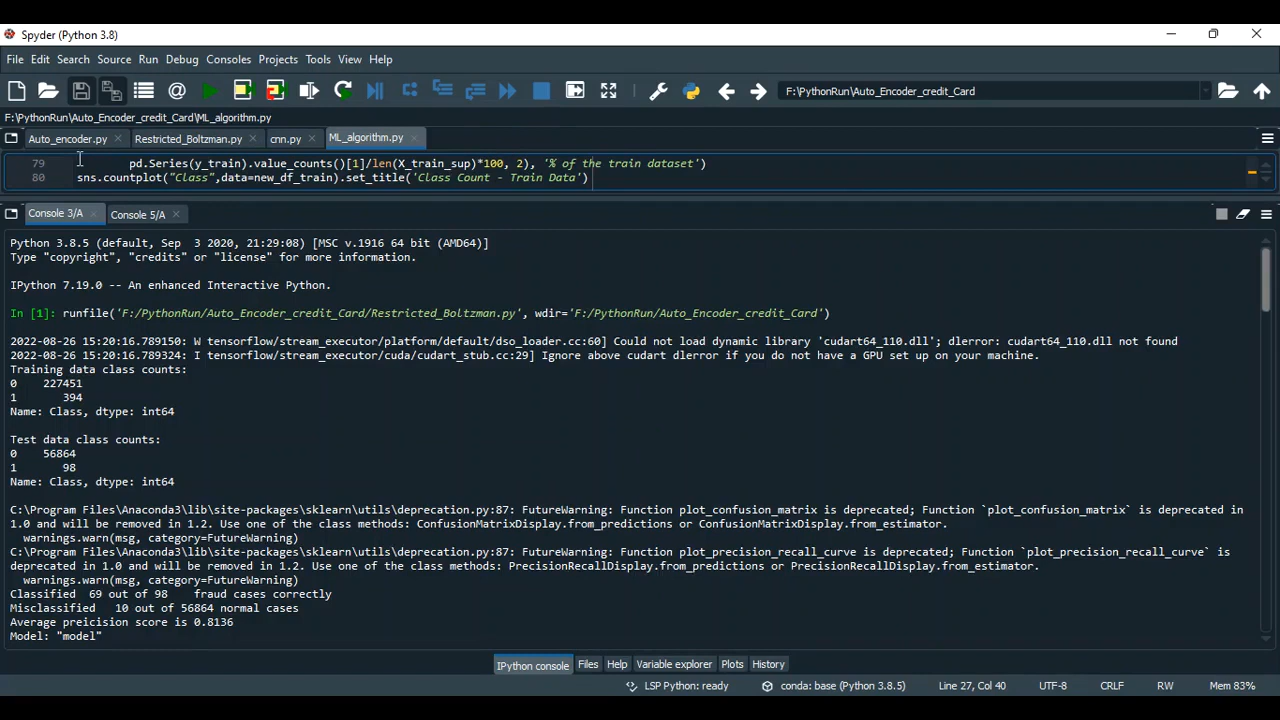 Spyder (Python 3.8)
File Edit Search Source Run Debug Consoles Projects Tools View Help
F:\PythonRun\Auto_Encoder_credit_Card
F:\PythonRun\Auto_Encoder_credit_Card\ML_algorithm.py
Auto_encoder.py Restricted_Boltzman.py cnn.py ML_algorithm.py
79 pd.Series(y_train).value_counts()[1]/len(X_train_sup)*100, 2), '% of the train dataset')
80 sns.countplot("Class",data=new_df_train).set_title('Class Count - Train Data')
Console 3/A Console 5/A
Python 3.8.5 (default, Sep 3 2020, 21:29:08) [MSC v.1916 64 bit (AMD64)]
Type "copyright", "credits" or "license" for more information.
IPython 7.19.0 -- An enhanced Interactive Python.
In [1]: runfile('F:/PythonRun/Auto_Encoder_credit_Card/Restricted_Boltzman.py', wdir='F:/PythonRun/Auto_Encoder_credit_Card')
2022-08-26 15:20:16.789150: W tensorflow/stream_executor/platform/default/dso_loader.cc:60] Could not load dynamic library 'cudart64_110.dll'; dlerror: cudart64_110.dll not found
2022-08-26 15:20:16.789324: I tensorflow/stream_executor/cuda/cudart_stub.cc:29] Ignore above cudart dlerror if you do not have a GPU set up on your machine.
Training data class counts:
0 227451
1 394
Name: Class, dtype: int64
Test data class counts:
0 56864
1 98
Name: Class, dtype: int64
C:\Program Files\Anaconda3\lib\site-packages\sklearn\utils\deprecation.py:87: FutureWarning: Function plot_confusion_matrix is deprecated; Function `plot_confusion_matrix` is deprecated in
1.0 and will be removed in 1.2. Use one of the class methods: ConfusionMatrixDisplay.from_predictions or ConfusionMatrixDisplay.from_estimator.
warnings.warn(msg, category=FutureWarning)
C:\Program Files\Anaconda3\lib\site-packages\sklearn\utils\deprecation.py:87: FutureWarning: Function plot_precision_recall_curve is deprecated; Function `plot_precision_recall_curve` is
deprecated in 1.0 and will be removed in 1.2. Use one of the class methods: PrecisionRecallDisplay.from_predictions or PrecisionRecallDisplay.from_estimator.
warnings.warn(msg, category=FutureWarning)
Classified 69 out of 98 fraud cases correctly
Misclassified 10 out of 56864 normal cases
Average preicision score is 0.8136
Model: "model"
IPython console Files Help Variable explorer Plots History
LSP Python: ready conda: base (Python 3.8.5) Line 27, Col 40 UTF-8 CRLF RW Mem 83%